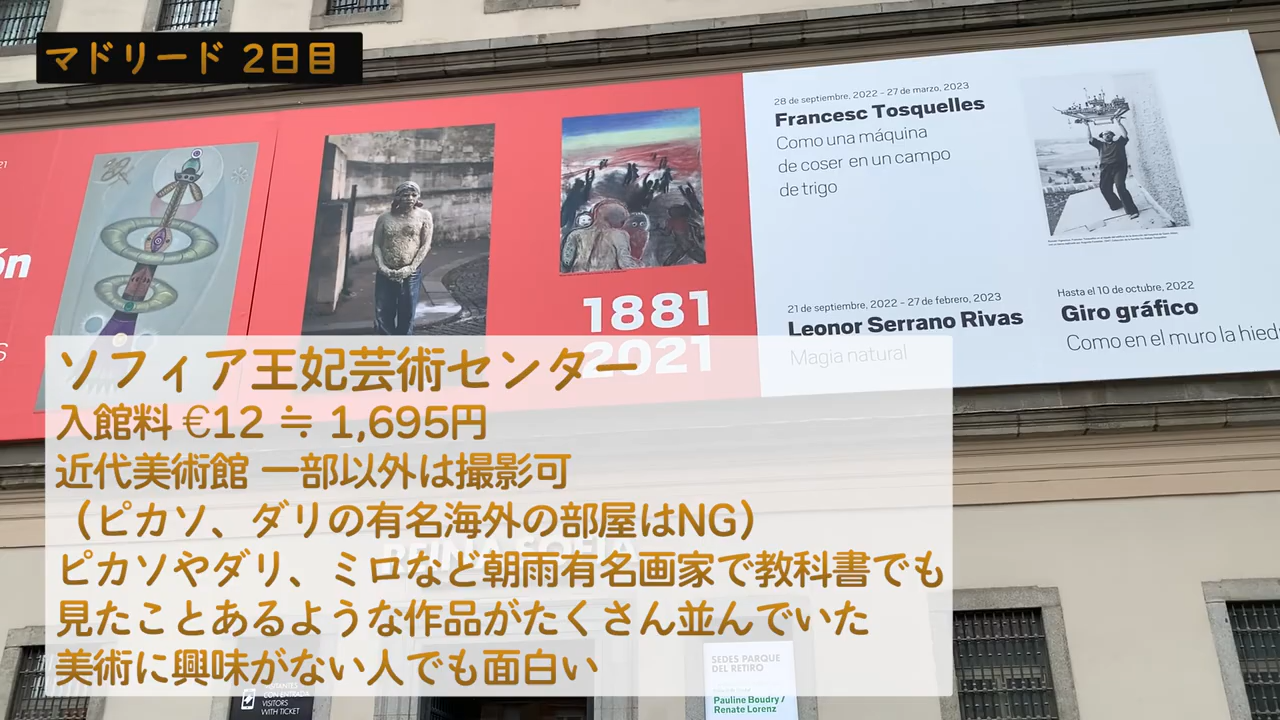 マドリード 2日目
28 de septiembre, 2022 – 27 de marzo, 2023
Francesc Tosquelles
Como una máquina
de coser en un campo
de trigo
ón
1881
2021
21 de septiembre, 2022 – 27 de febrero, 2023
Leonor Serrano Rivas
Magia natural
Hasta el 10 de octubre, 2022
Giro gráfico
Como en el muro la hied
ソフィア王妃芸術センター
入館料 €12 ≒ 1,695円
近代美術館 一部以外は撮影可
（ピカソ、ダリの有名海外の部屋はNG）
ピカソやダリ、ミロなど朝雨有名画家で教科書でも
見たことあるような作品がたくさん並んでいた
美術に興味がない人でも面白い
REINA SOFIA
SEDES PARQUE
DEL RETIRO
Pauline Boudry /
Renate Lorenz
VISITORS
WITH TICKET